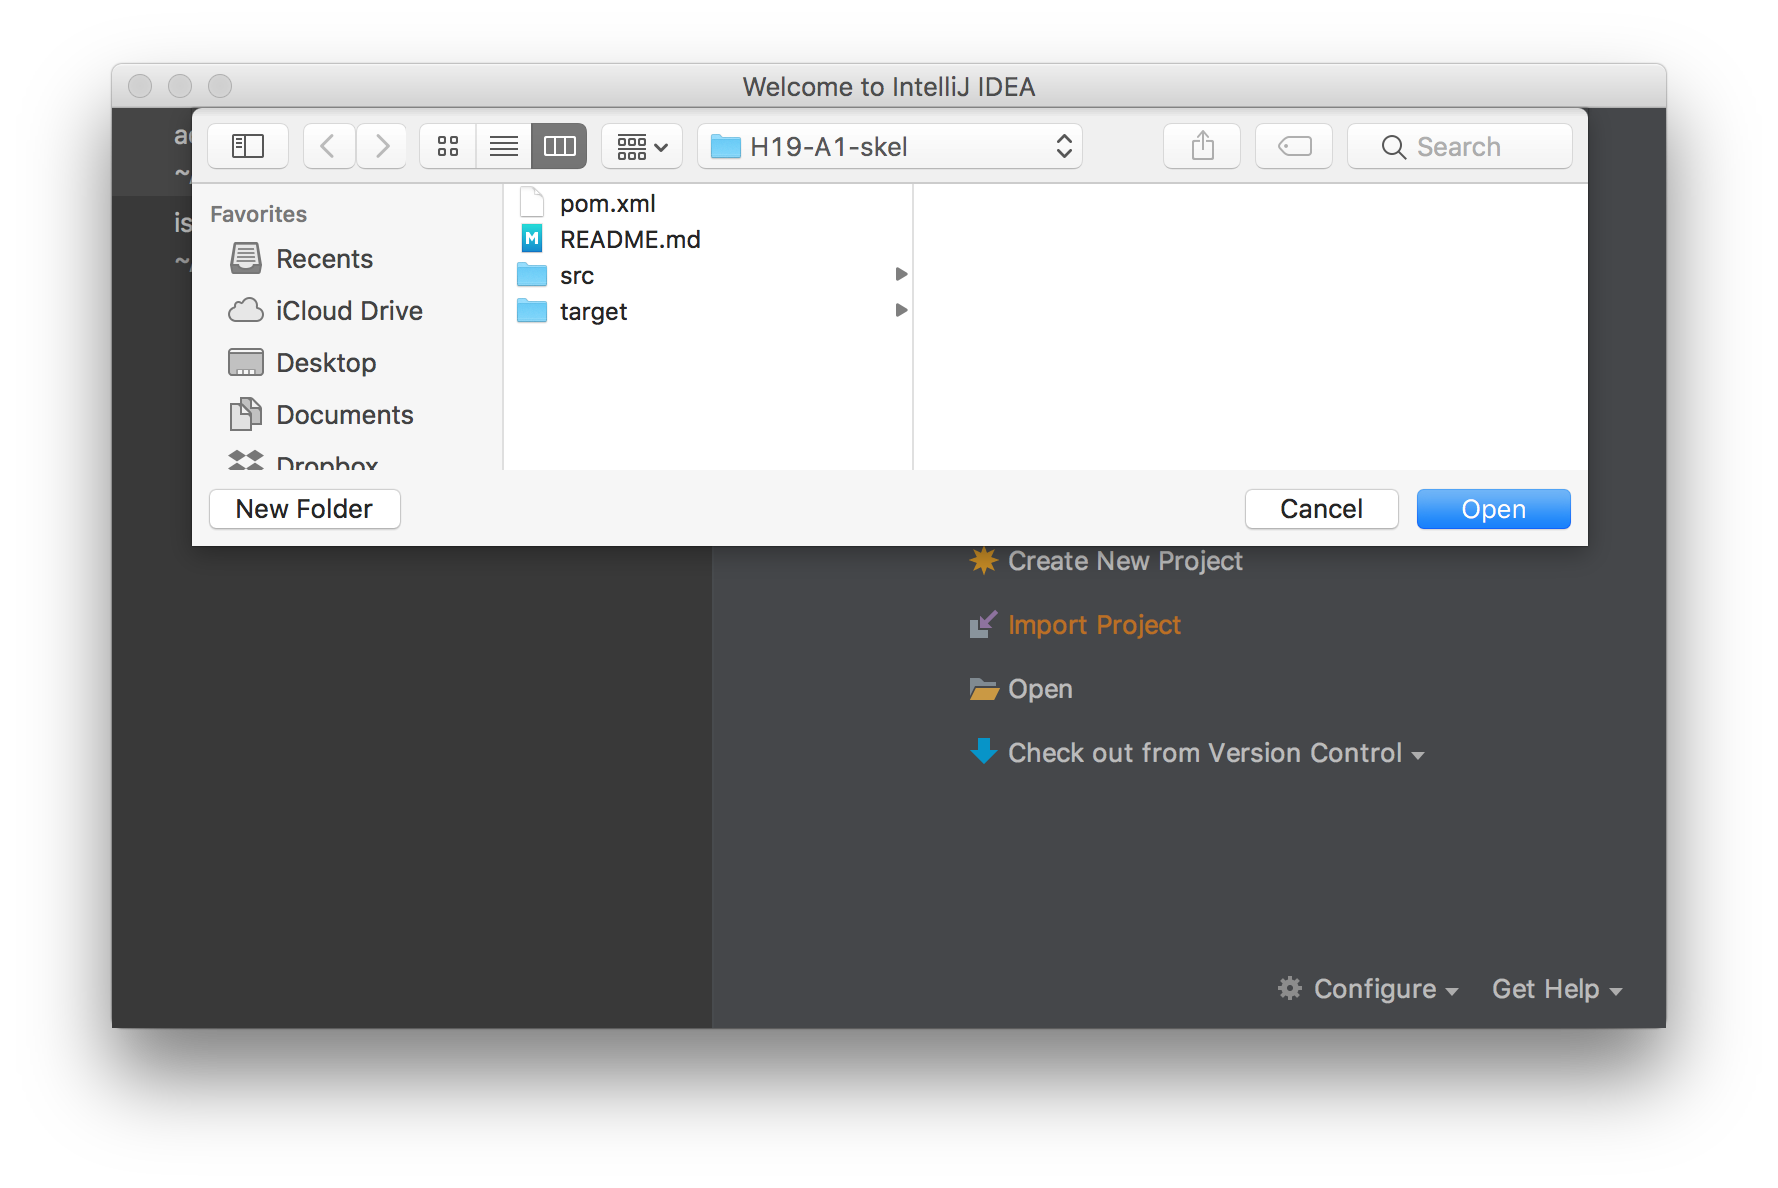 Welcome to IntelliJ IDEA
H19-A1-skel
Search
Favorites
Recents
iCloud Drive
Desktop
Documents
Dropbox
pom.xml
M README.md
src
target
New Folder
Cancel
Open
Create New Project
Import Project
Open
Check out from Version Control
Configure
Get Help